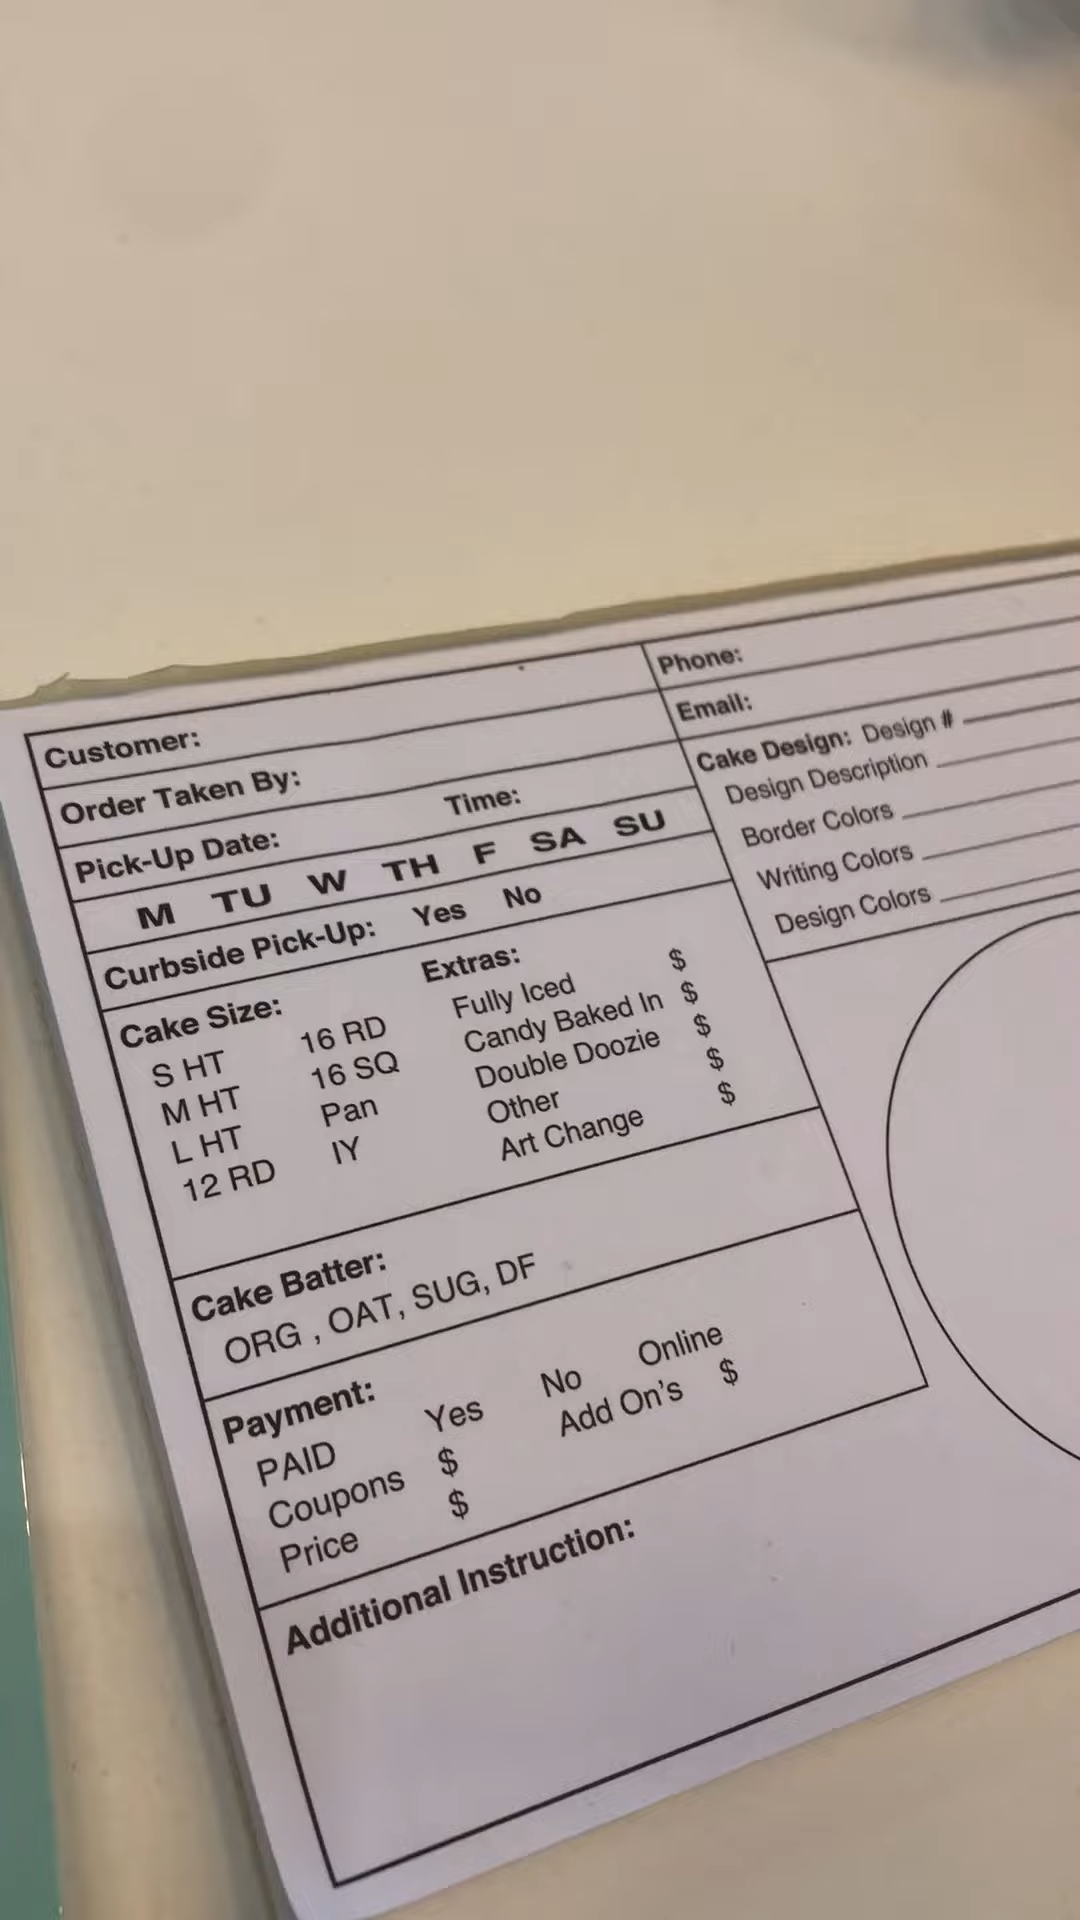 Customer:
Order Taken By:
Pick-Up Date: Time:
M TU W TH F SA SU
Curbside Pick-Up: Yes No
Cake Size:
S HT 16 RD
M HT 16 SQ
L HT Pan
12 RD IY
Extras:
Fully Iced $
Candy Baked In $
Double Doozie $
Other $
Art Change $
Cake Batter:
ORG , OAT, SUG, DF
Payment:
PAID Yes No Online
Coupons $ Add On's $
Price $
Additional Instruction:
Phone:
Email:
Cake Design: Design #
Design Description
Border Colors
Writing Colors
Design Colors